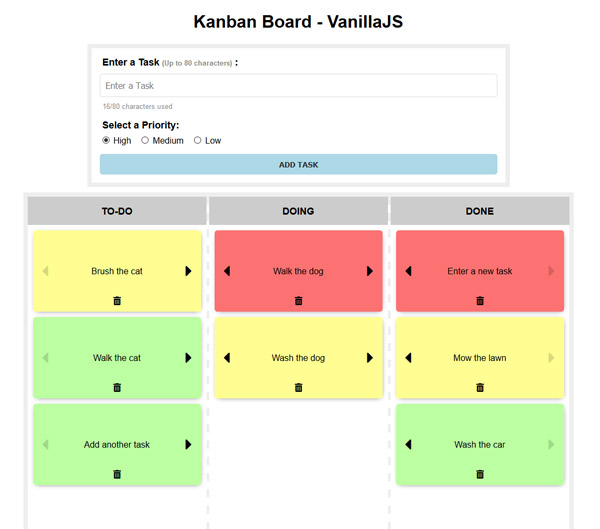 Kanban Board - VanillaJS
Enter a Task (Up to 80 characters) :
Enter a Task
16/80 characters used
Select a Priority:
High Medium Low
ADD TASK
TO-DO DOING DONE
Brush the cat Walk the dog Enter a new task
Walk the cat Wash the dog Mow the lawn
Add another task Wash the car